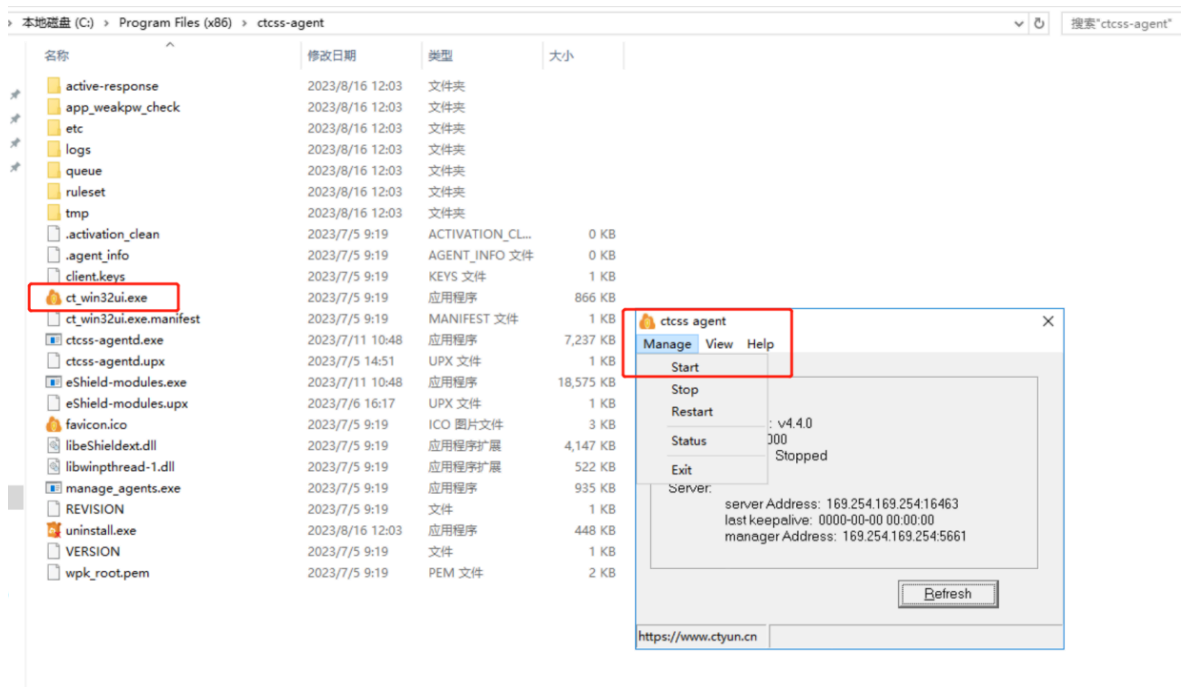 本地磁盘 (C:) › Program Files (x86) › ctcss-agent
搜索"ctcss-agent"
名称 修改日期 类型 大小
active-response 2023/8/16 12:03 文件夹
app_weakpw_check 2023/8/16 12:03 文件夹
etc 2023/8/16 12:03 文件夹
logs 2023/8/16 12:03 文件夹
queue 2023/8/16 12:03 文件夹
ruleset 2023/8/16 12:03 文件夹
tmp 2023/8/16 12:03 文件夹
.activation_clean 2023/7/5 9:19 ACTIVATION_CL... 0 KB
.agent_info 2023/7/5 9:19 AGENT_INFO 文件 0 KB
client.keys 2023/7/5 9:19 KEYS 文件 1 KB
ct_win32ui.exe 2023/7/5 9:19 应用程序 866 KB
ct_win32ui.exe.manifest 2023/7/5 9:19 MANIFEST 文件 1 KB
ctcss-agentd.exe 2023/7/11 10:48 应用程序 7,237 KB
ctcss-agentd.upx 2023/7/5 14:51 UPX 文件 1 KB
eShield-modules.exe 2023/7/11 10:48 应用程序 18,575 KB
eShield-modules.upx 2023/7/6 16:17 UPX 文件 1 KB
favicon.ico 2023/7/5 9:19 ICO 图片文件 3 KB
libeShieldext.dll 2023/7/5 9:19 应用程序扩展 4,147 KB
libwinpthread-1.dll 2023/7/5 9:19 应用程序扩展 522 KB
manage_agents.exe 2023/7/5 9:19 应用程序 935 KB
REVISION 2023/7/5 9:19 文件 1 KB
uninstall.exe 2023/8/16 12:03 应用程序 448 KB
VERSION 2023/7/5 9:19 文件 1 KB
wpk_root.pem 2023/7/5 9:19 PEM 文件 2 KB
ctcss agent
Manage View Help
Start
Stop
Restart
Status
Exit
: v4.4.0
000
Stopped
Server:
server Address: 169.254.169.254:16463
last keepalive: 0000-00-00 00:00:00
manager Address: 169.254.169.254:5661
Refresh
https://www.ctyun.cn